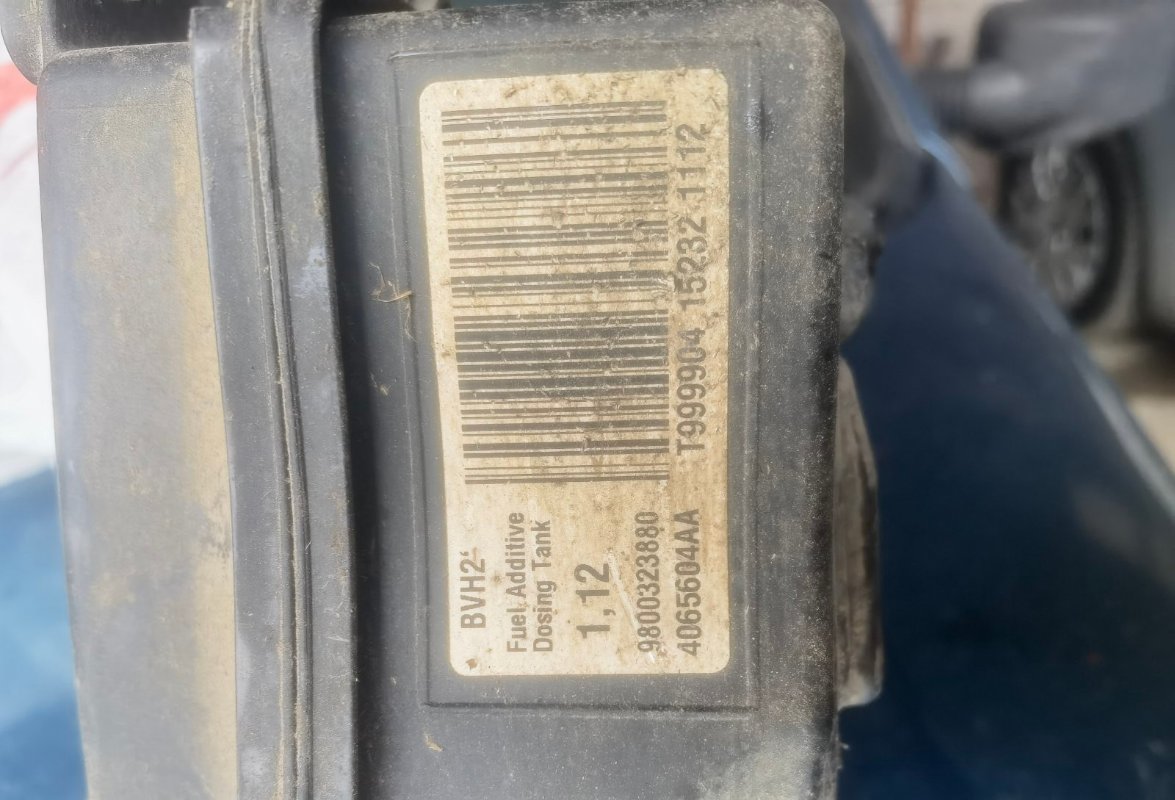 BVH2'
Fuel Additive
Dosing Tank
1,12
9800323880
4065604AA
T999904 15232 1112